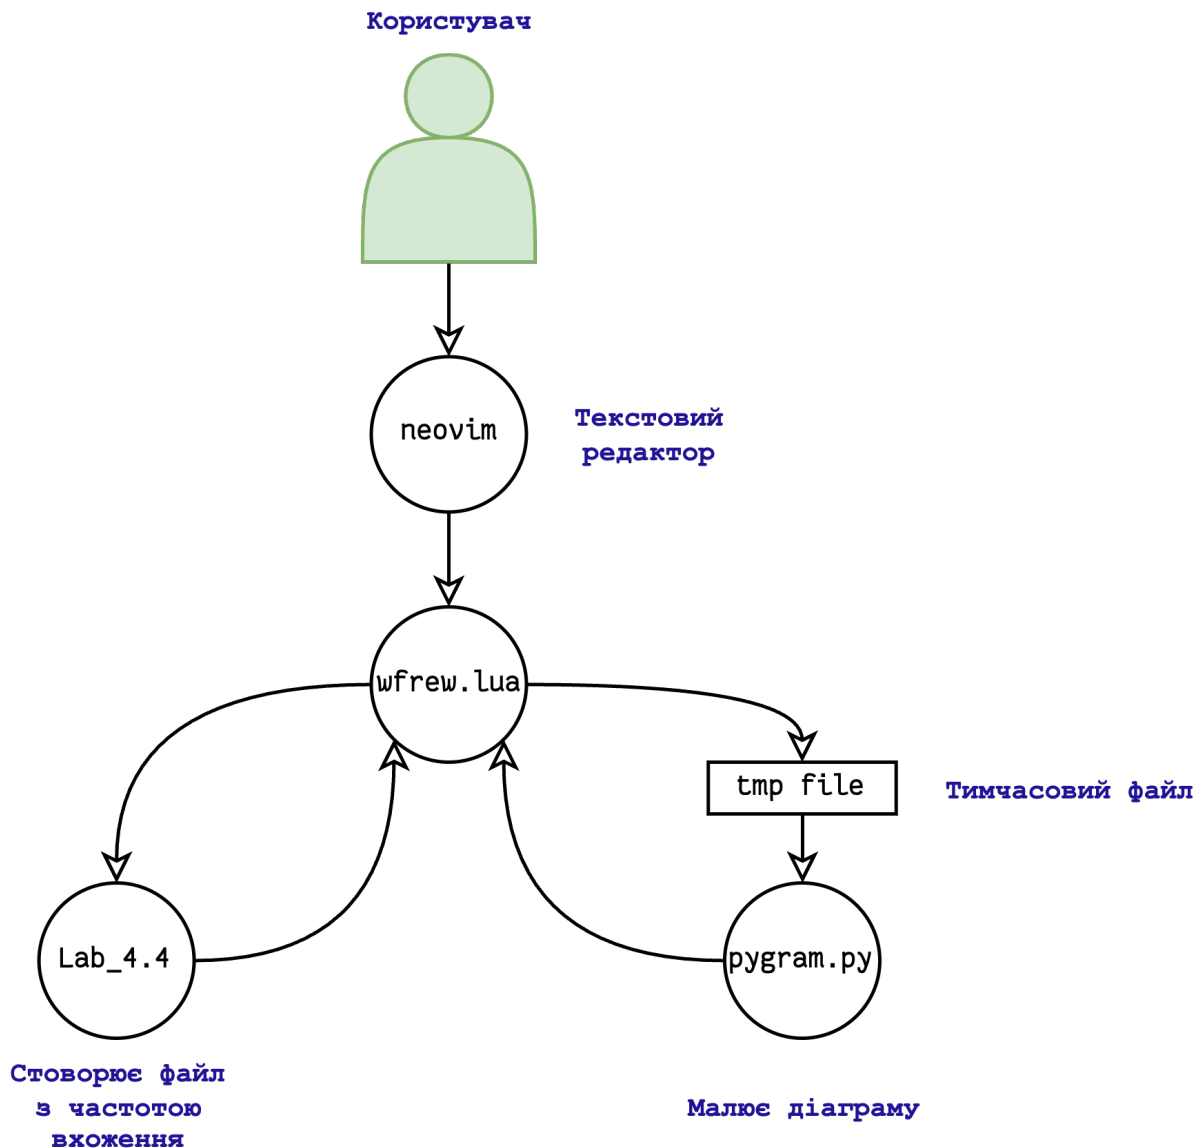 Користувач
neovim
Текстовий
редактор
wfrew.lua
tmp file
Тимчасовий файл
Lab_4.4
pygram.py
Стоворює файл
з частотою
вхоження
Малює діаграму